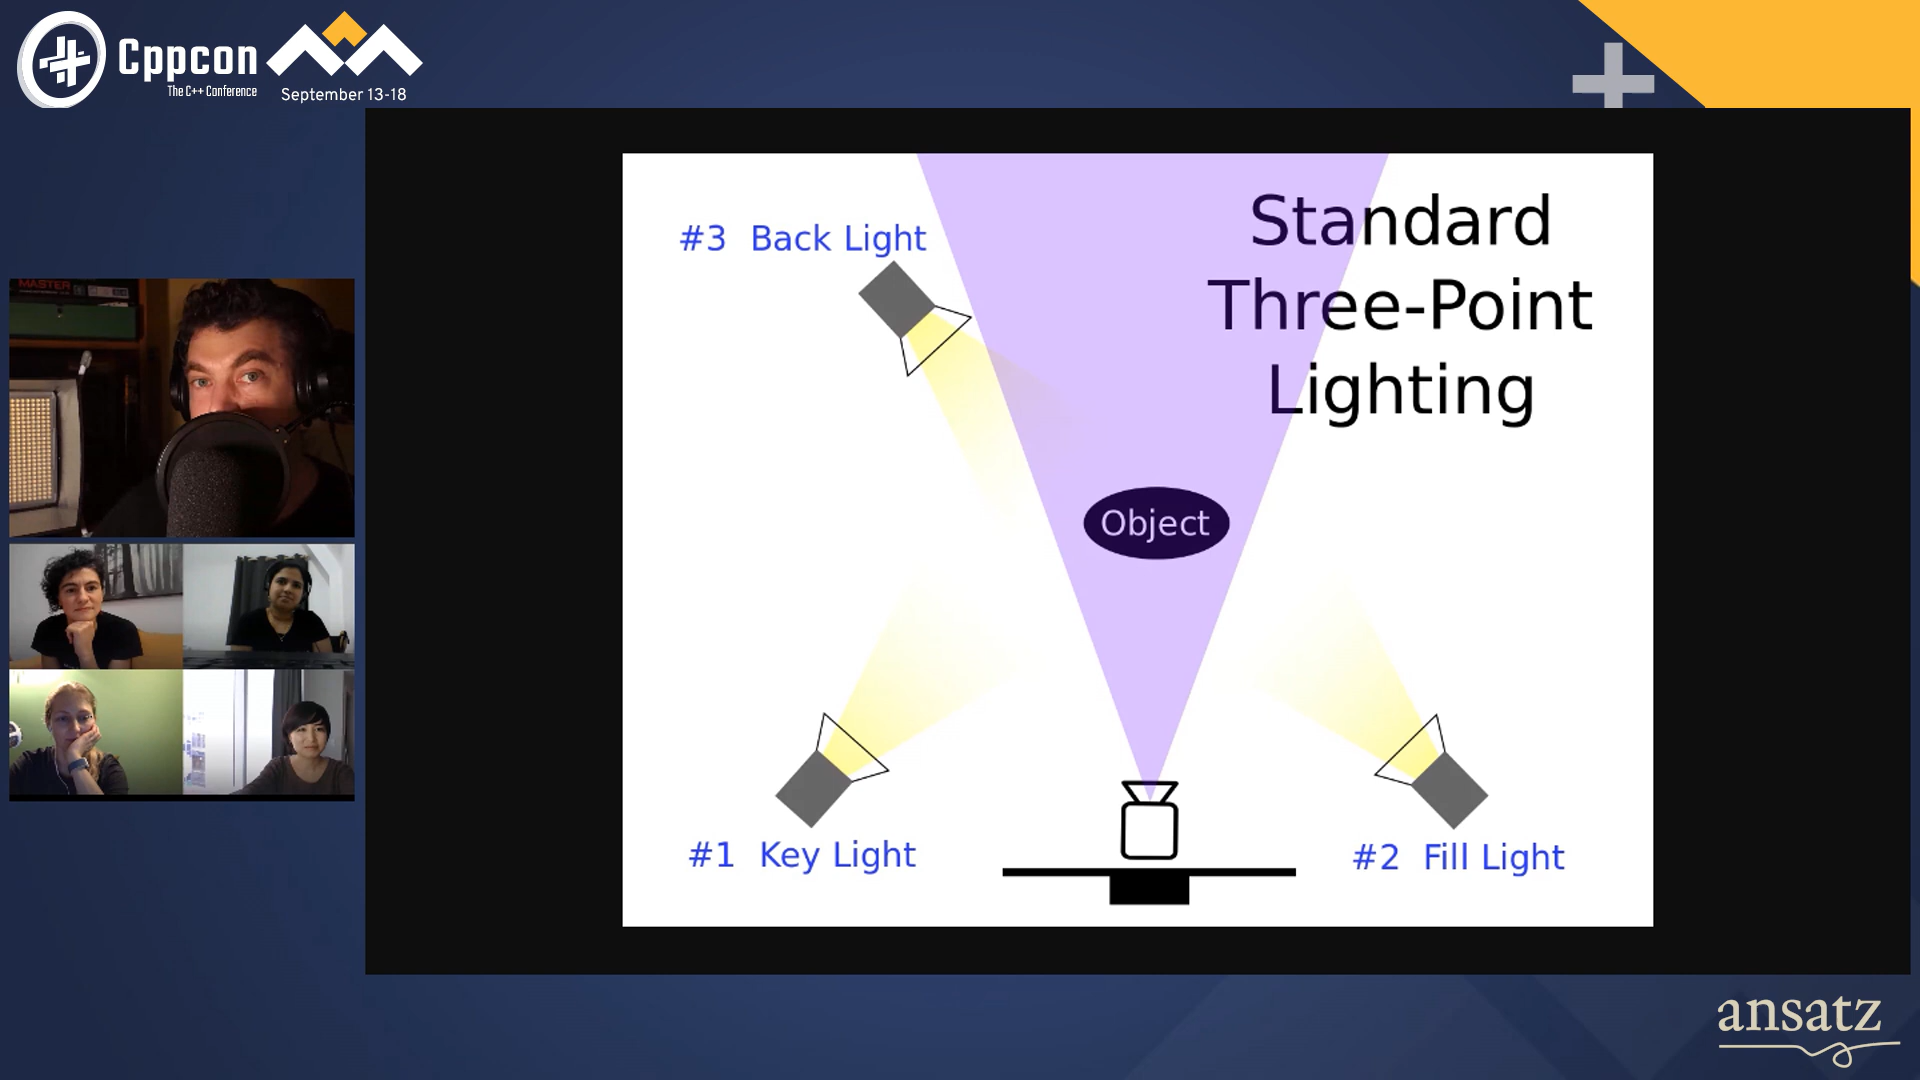 Cppcon
The C++ Conference
September 13-18
MASTER
#3 Back Light
Standard
Three-Point
Lighting
Object
#1 Key Light
#2 Fill Light
ansatz